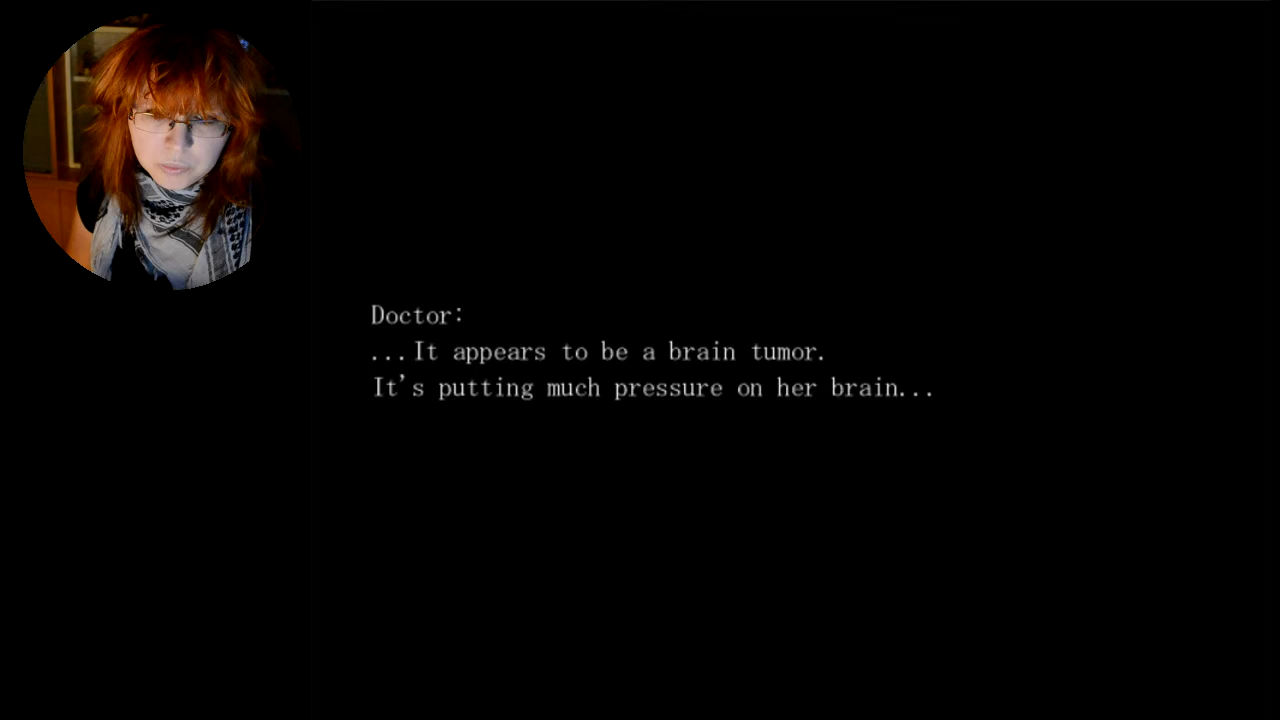 Doctor:
...It appears to be a brain tumor.
It's putting much pressure on her brain...